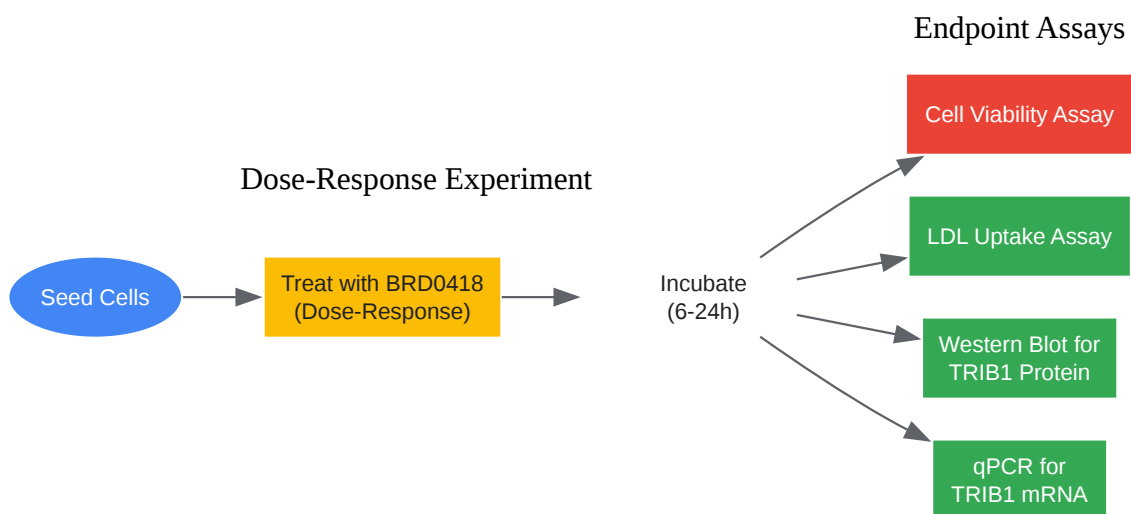 Endpoint Assays
Cell Viability Assay
Dose-Response Experiment
LDL Uptake Assay
Seed Cells
Treat with BRD0418
(Dose-Response)
Incubate
(6-24h)
Western Blot for
TRIB1 Protein
qPCR for
TRIB1 mRNA